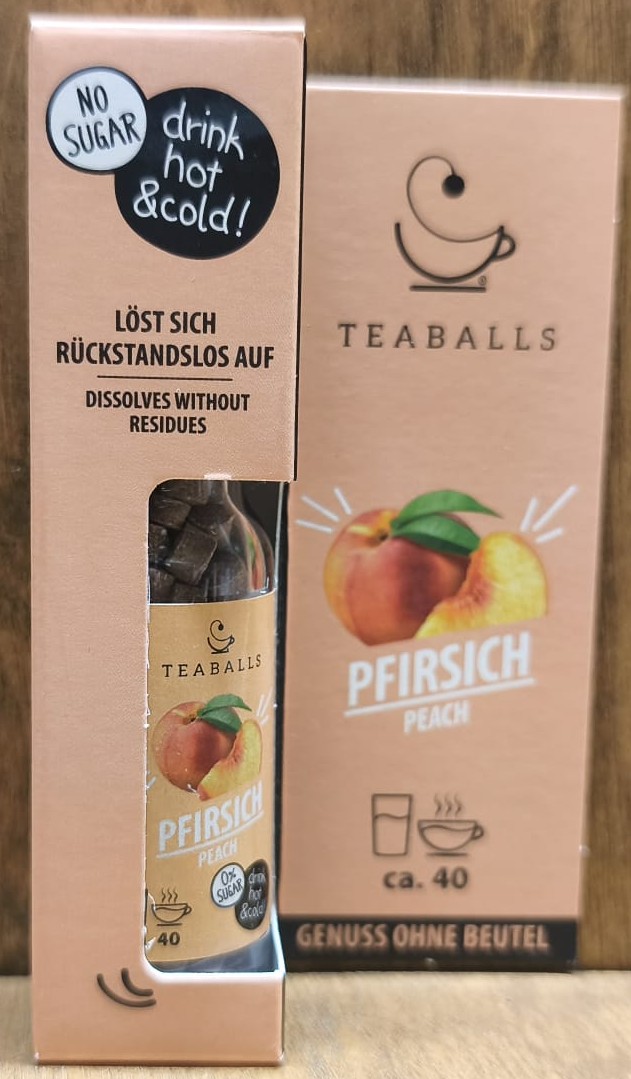 NO
SUGAR
drink
hot
&cold!
LÖST SICH
RÜCKSTANDSLOS AUF
DISSOLVES WITHOUT
RESIDUES
TEABALLS
PFIRSICH
PEACH
0%
SUGAR
drink
hot
&cold
40
®
TEABALLS
PFIRSICH
PEACH
ca. 40
GENUSS OHNE BEUTEL